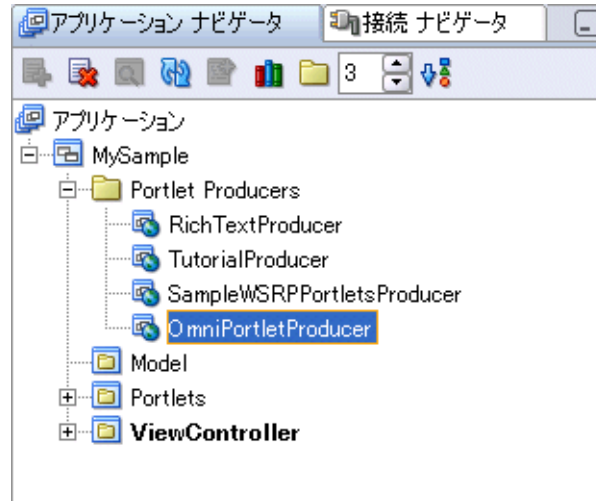 アプリケーション ナビゲータ 接続 ナビゲータ
3
アプリケーション
MySample
Portlet Producers
RichTextProducer
TutorialProducer
SampleWSRPPortletsProducer
OmniPortletProducer
Model
Portlets
ViewController